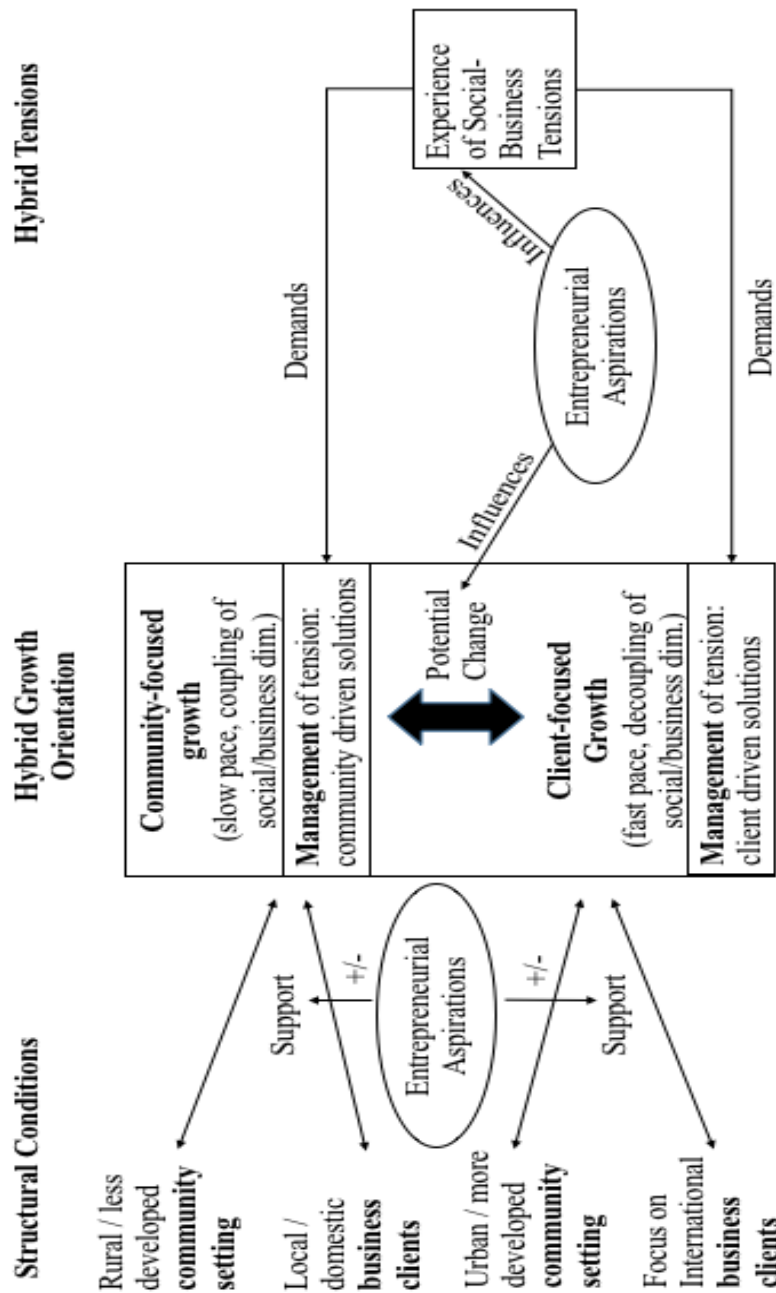 Structural Conditions
Hybrid Growth
Orientation
Hybrid Tensions
Rural / less
developed
community
setting
Local /
domestic
business
clients
Urban / more
developed
community
setting
Focus on
International
business
clients
Support
+/-
Entrepreneurial
Aspirations
+/-
Support
Community-focused
growth
(slow pace, coupling of
social/business dim.)
Management of tension:
community driven solutions
Potential
Change
Client-focused
Growth
(fast pace, decoupling of
social/business dim.)
Management of tension:
client driven solutions
Demands
Influences
Entrepreneurial
Aspirations
Influences
Demands
Experience
of Social-
Business
Tensions